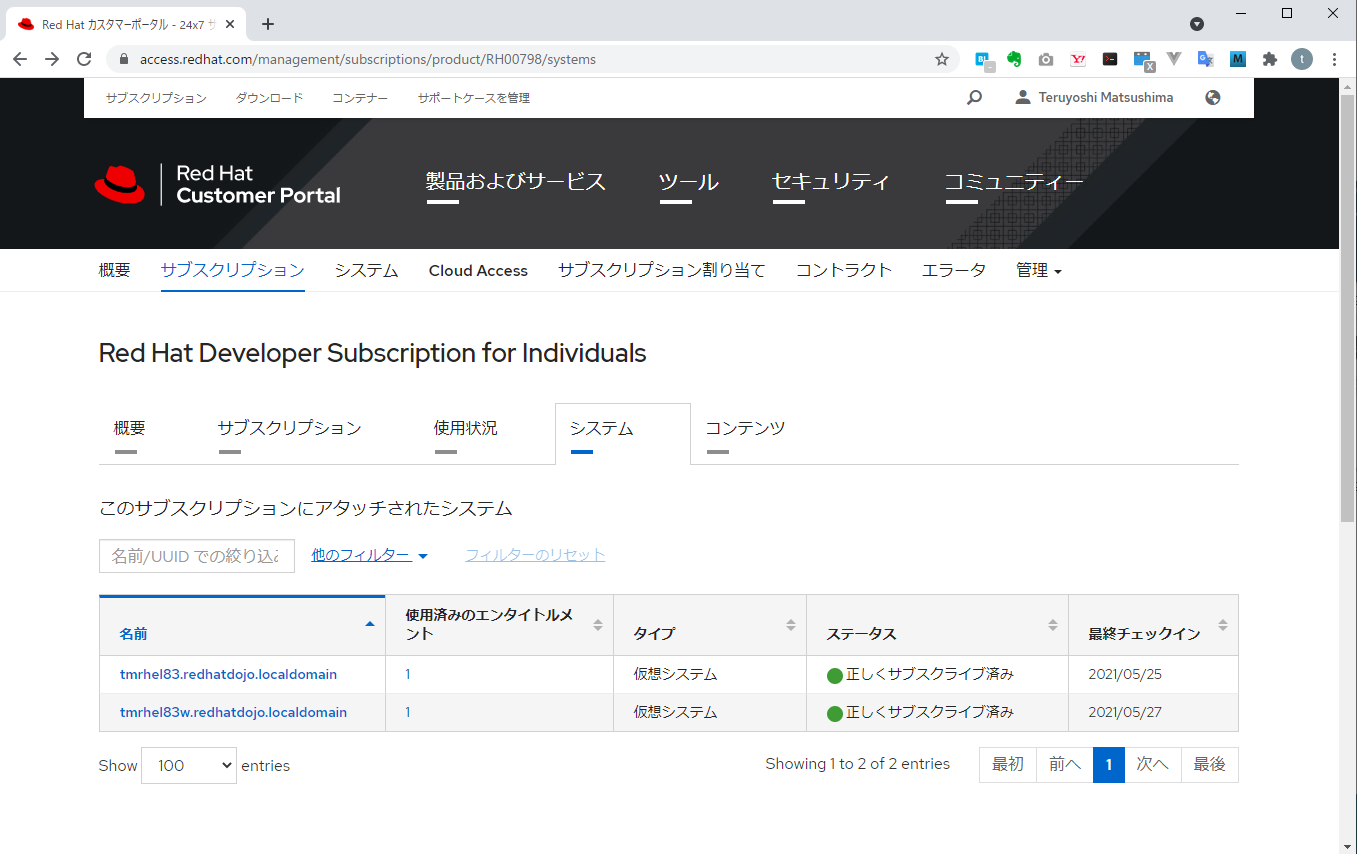 Red Hat カスタマーポータル - 24x7 サ
access.redhat.com/management/subscriptions/product/RH00798/systems
サブスクリプション ダウンロード コンテナー サポートケースを管理 Teruyoshi Matsushima
Red Hat
Customer Portal
製品およびサービス ツール セキュリティ コミュニティー
概要 サブスクリプション システム Cloud Access サブスクリプション割り当て コントラクト エラータ 管理
Red Hat Developer Subscription for Individuals
概要 サブスクリプション 使用状況 システム コンテンツ
このサブスクリプションにアタッチされたシステム
名前/UUID での絞り込み 他のフィルター フィルターのリセット
名前 使用済みのエンタイトルメ
ント タイプ ステータス 最終チェックイン
tmrhel83.redhatdojo.localdomain 1 仮想システム 正しくサブスクライブ済み 2021/05/25
tmrhel83w.redhatdojo.localdomain 1 仮想システム 正しくサブスクライブ済み 2021/05/27
Show 100 entries Showing 1 to 2 of 2 entries 最初 前へ 1 次へ 最後